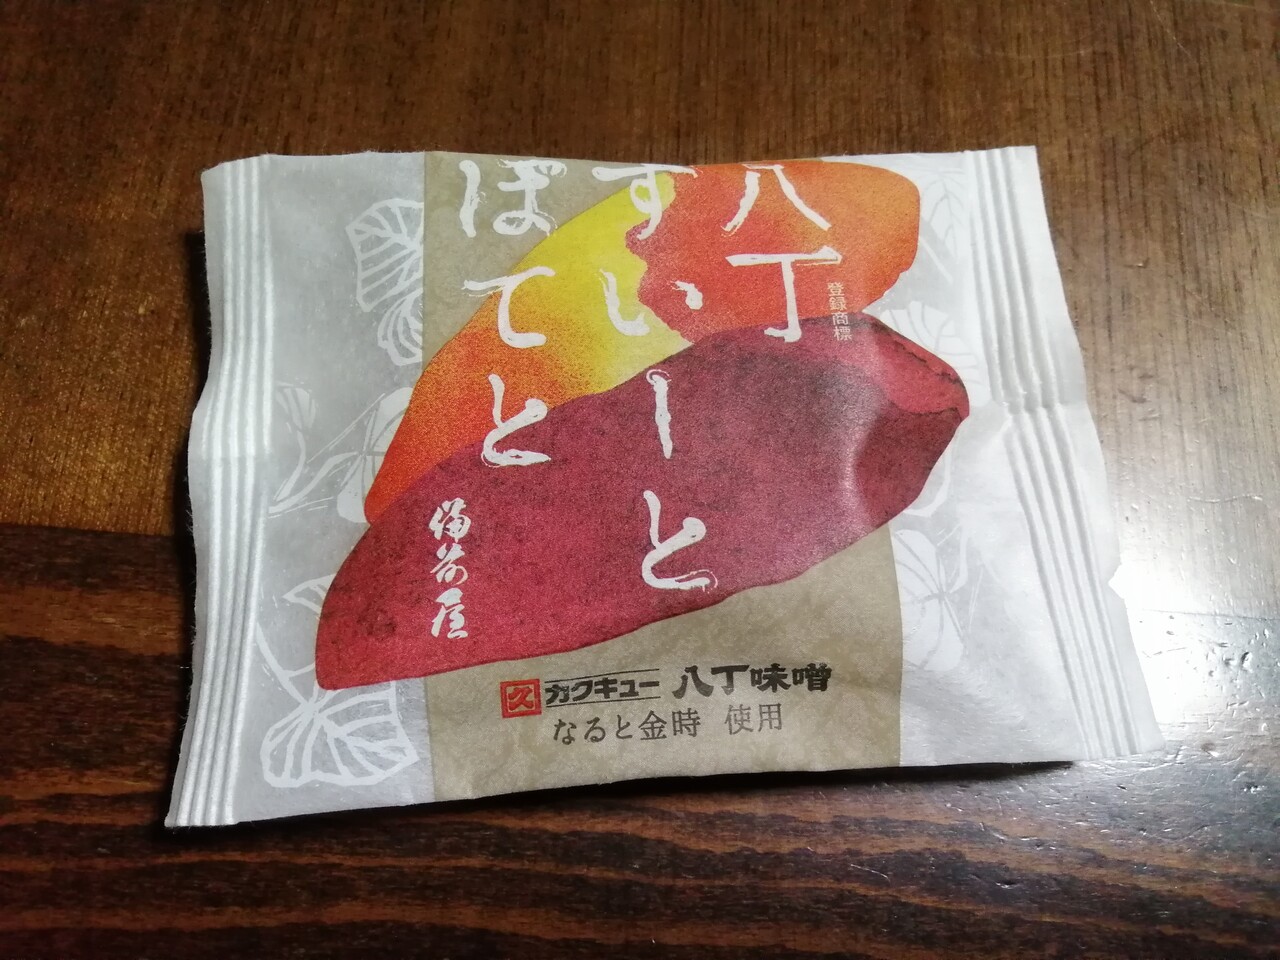 八丁
すいーと
ぽてと
登録商標
備前屋
久 カクキュー 八丁味噌
なると金時 使用